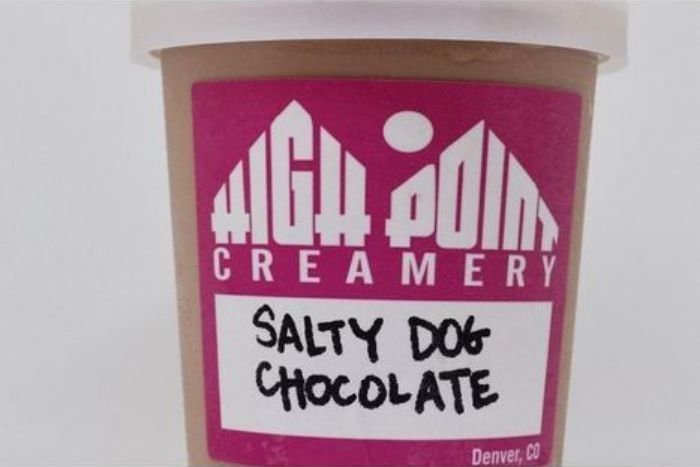 HIGH POINT
CREAMERY
SALTY DOG
CHOCOLATE
Denver, CO